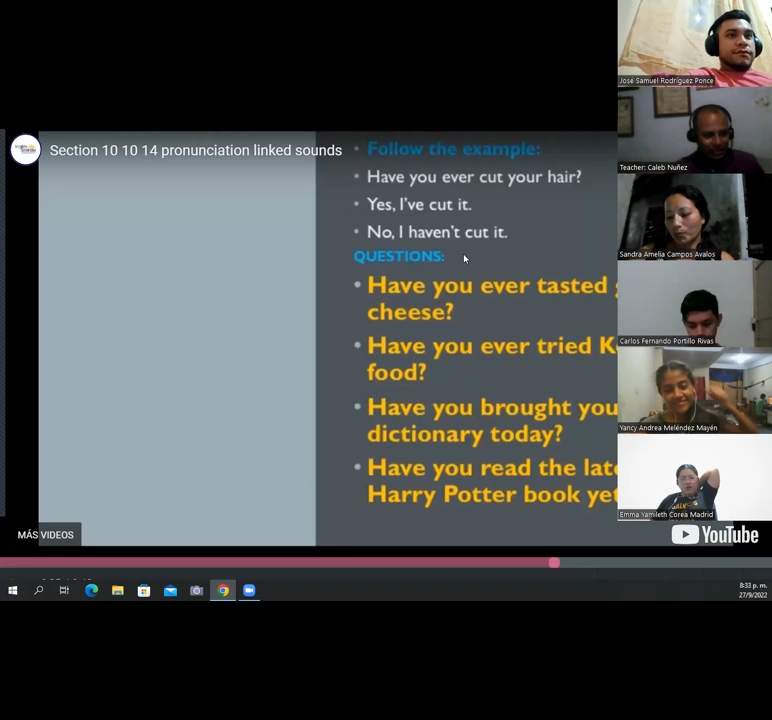 Section 10 10 14 pronunciation linked sounds
• Follow the example:
• Have you ever cut your hair?
• Yes, I've cut it.
• No, I haven't cut it.
QUESTIONS:
• Have you ever tasted
cheese?
• Have you ever tried
food?
• Have you brought you
dictionary today?
• Have you read the late
Harry Potter book yet
MÁS VIDEOS
YouTube
José Samuel Rodríguez Ponce
Teacher: Caleb Nuñez
Sandra Amelia Campos Avalos
Carlos Fernando Portillo Rivas
Yancy Andrea Meléndez Mayén
Emma Yamileth Corea Madrid
8:33 p. m.
27/9/2022